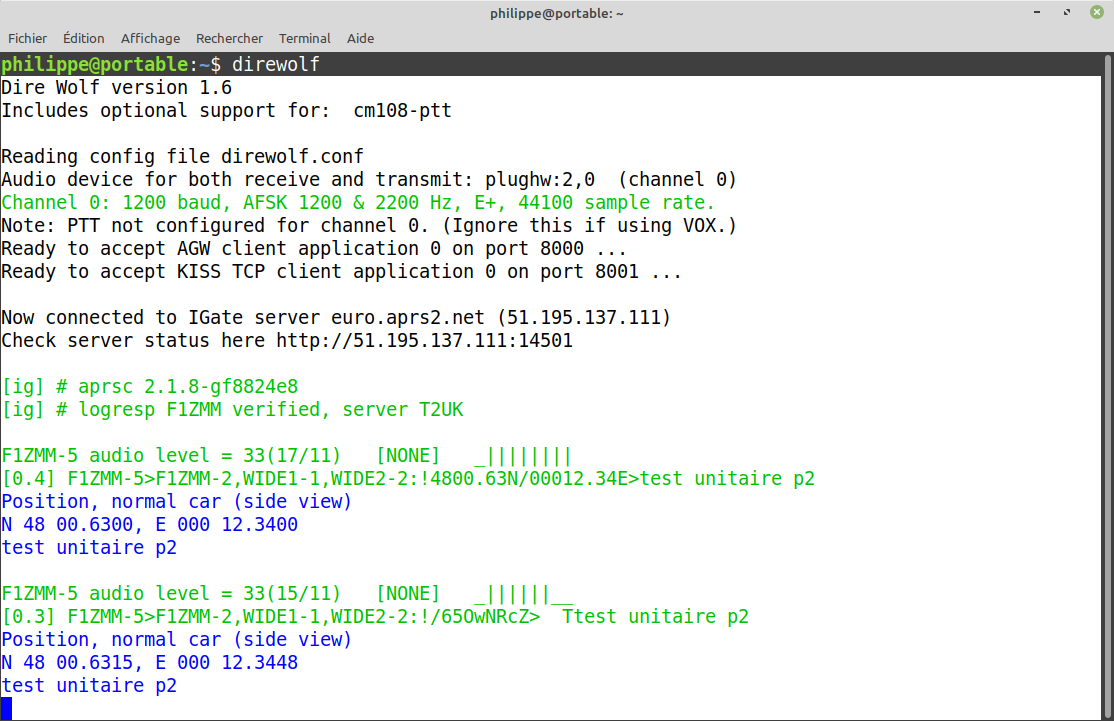 philippe@portable: ~
Fichier Édition Affichage Rechercher Terminal Aide
philippe@portable:~$ direwolf
Dire Wolf version 1.6
Includes optional support for:  cm108-ptt
Reading config file direwolf.conf
Audio device for both receive and transmit: plughw:2,0  (channel 0)
Channel 0: 1200 baud, AFSK 1200 & 2200 Hz, E+, 44100 sample rate.
Note: PTT not configured for channel 0. (Ignore this if using VOX.)
Ready to accept AGW client application 0 on port 8000 ...
Ready to accept KISS TCP client application 0 on port 8001 ...
Now connected to IGate server euro.aprs2.net (51.195.137.111)
Check server status here http://51.195.137.111:14501
[ig] # aprsc 2.1.8-gf8824e8
[ig] # logresp F1ZMM verified, server T2UK
F1ZMM-5 audio level = 33(17/11)   [NONE]   _||||||||
[0.4] F1ZMM-5>F1ZMM-2,WIDE1-1,WIDE2-2:!4800.63N/00012.34E>test unitaire p2
Position, normal car (side view)
N 48 00.6300, E 000 12.3400
test unitaire p2
F1ZMM-5 audio level = 33(15/11)   [NONE]   _||||||__
[0.3] F1ZMM-5>F1ZMM-2,WIDE1-1,WIDE2-2:!/65OwNRcZ>  Ttest unitaire p2
Position, normal car (side view)
N 48 00.6315, E 000 12.3448
test unitaire p2